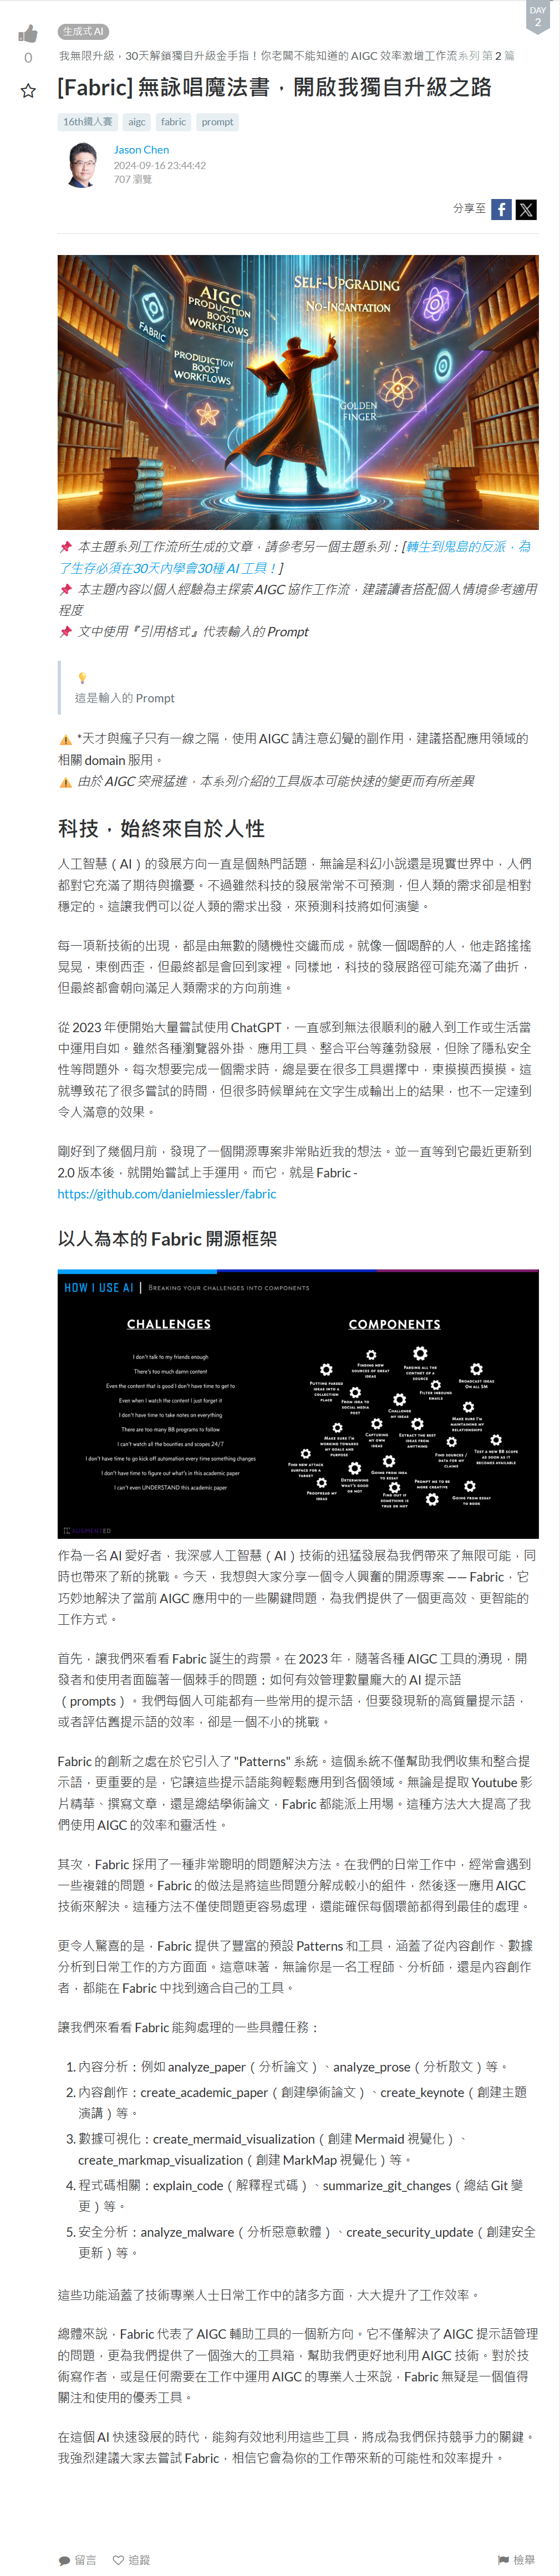 DAY
2
生成式 AI
0
我無限升級，30天解鎖獨自升級金手指！你老闆不能知道的 AIGC 效率激增工作流系列 第 2 篇
[Fabric] 無詠唱魔法書，開啟我獨自升級之路
16th鐵人賽 aigc fabric prompt
Jason Chen
2024-09-16 23:44:42
707 瀏覽
分享至
FABRIC
AIGC
PRODUCTION
BOOST
WORKFLOWS
PRODIDICTION
BOOST
WORKFLOWS
SELF-UPGRADING
NO-INCANTATION
GOLDEN
FINGER
本主題系列工作流所生成的文章，請參考另一個主題系列：[轉生到鬼島的反派，為
了生存必須在30天內學會30種 AI 工具！]
本主題內容以個人經驗為主探索 AIGC 協作工作流，建議讀者搭配個人情境參考適用
程度
文中使用『引用格式』代表輸入的 Prompt
這是輸入的 Prompt
*天才與瘋子只有一線之隔，使用 AIGC 請注意幻覺的副作用，建議搭配應用領域的
相關 domain 服用。
由於 AIGC 突飛猛進，本系列介紹的工具版本可能快速的變更而有所差異
科技，始終來自於人性
人工智慧（AI）的發展方向一直是個熱門話題，無論是科幻小說還是現實世界中，人們
都對它充滿了期待與擔憂。不過雖然科技的發展常常不可預測，但人類的需求卻是相對
穩定的。這讓我們可以從人類的需求出發，來預測科技將如何演變。
每一項新技術的出現，都是由無數的隨機性交織而成。就像一個喝醉的人，他走路搖搖
晃晃，東倒西歪，但最終都是會回到家裡。同樣地，科技的發展路徑可能充滿了曲折，
但最終都會朝向滿足人類需求的方向前進。
從 2023 年便開始大量嘗試使用 ChatGPT，一直感到無法很順利的融入到工作或生活當
中運用自如。雖然各種瀏覽器外掛、應用工具、整合平台等蓬勃發展，但除了隱私安全
性等問題外。每次想要完成一個需求時，總是要在很多工具選擇中，東摸摸西摸摸。這
就導致花了很多嘗試的時間，但很多時候單純在文字生成輸出上的結果，也不一定達到
令人滿意的效果。
剛好到了幾個月前，發現了一個開源專案非常貼近我的想法。並一直等到它最近更新到
2.0 版本後，就開始嘗試上手運用。而它，就是 Fabric -
https://github.com/danielmiessler/fabric
以人為本的 Fabric 開源框架
HOW I USE AI | BREAKING YOUR CHALLENGES INTO COMPONENTS
CHALLENGES
I don't talk to my friends enough
There's too much damn content
Even the content that is good I don't have time to get to
Even when I watch the content I just forget it
I don't have time to take notes on everything
There are too many BB programs to follow
I can't watch all the bounties and scopes 24/7
I don't have time to go kick off automation every time something changes
I don't have time to figure out what's in this academic paper
I can't even UNDERSTAND this academic paper
COMPONENTS
FINDING NEW
SOURCES OF GREAT
IDEAS
PARSING ALL THE
CONTNET OF A
SOURCE
PUTTING PARSED
IDEAS INTO A
COLLECTION
PLACE
BROADCAST IDEAS
ON ALL SM
FILTER INBOUND
EMAILS
FROM IDEA TO
SOCIAL MEDIA
POST
CHALLENGE
MY IDEAS
MAKE SURE I'M
MAINTAINING MY
RELATIONSHIPS
MAKE SURE I'M
WORKING TOWARDS
MY GOALS AND
PURPOSE
CAPTURING
MY OWN
IDEAS
EXTRACT THE BEST
IDEAS FROM
ANYTHING
FIND SOURCES /
DATA FOR MY
CLAIMS
TEST A NEW BB SCOPE
AS SOON AS IT
BECOMES AVAILABLE
FIND NEW ATTACK
SURFACE FOR A
TARGET
GOING FROM IDEA
TO ESSAY
DETERMINING
WHAT'S GOOD
OR NOT
PROMPT ME TO BE
MORE CREATIVE
PROOFREAD MY
IDEAS
FIND OUT IF
SOMETHING IS
TRUE OR NOT
GOING FROM ESSAY
TO BOOK
AUGMENTED
作為一名 AI 愛好者，我深感人工智慧（AI）技術的迅猛發展為我們帶來了無限可能，同
時也帶來了新的挑戰。今天，我想與大家分享一個令人興奮的開源專案 —— Fabric，它
巧妙地解決了當前 AIGC 應用中的一些關鍵問題，為我們提供了一個更高效、更智能的
工作方式。
首先，讓我們來看看 Fabric 誕生的背景。在 2023 年，隨著各種 AIGC 工具的湧現，開
發者和使用者面臨著一個棘手的問題：如何有效管理數量龐大的 AI 提示語
（prompts）。我們每個人可能都有一些常用的提示語，但要發現新的高質量提示語，
或者評估舊提示語的效率，卻是一個不小的挑戰。
Fabric 的創新之處在於它引入了 "Patterns" 系統。這個系統不僅幫助我們收集和整合提
示語，更重要的是，它讓這些提示語能夠輕鬆應用到各個領域。無論是提取 Youtube 影
片精華、撰寫文章，還是總結學術論文，Fabric 都能派上用場。這種方法大大提高了我
們使用 AIGC 的效率和靈活性。
其次，Fabric 採用了一種非常聰明的問題解決方法。在我們的日常工作中，經常會遇到
一些複雜的問題。Fabric 的做法是將這些問題分解成較小的組件，然後逐一應用 AIGC
技術來解決。這種方法不僅使問題更容易處理，還能確保每個環節都得到最佳的處理。
更令人驚喜的是，Fabric 提供了豐富的預設 Patterns 和工具，涵蓋了從內容創作、數據
分析到日常工作的方方面面。這意味著，無論你是一名工程師、分析師，還是內容創作
者，都能在 Fabric 中找到適合自己的工具。
讓我們來看看 Fabric 能夠處理的一些具體任務：
1. 內容分析：例如 analyze_paper（分析論文）、analyze_prose（分析散文）等。
2. 內容創作：create_academic_paper（創建學術論文）、create_keynote（創建主題
演講）等。
3. 數據可視化：create_mermaid_visualization（創建 Mermaid 視覺化）、
create_markmap_visualization（創建 MarkMap 視覺化）等。
4. 程式碼相關：explain_code（解釋程式碼）、summarize_git_changes（總結 Git 變
更）等。
5. 安全分析：analyze_malware（分析惡意軟體）、create_security_update（創建安全
更新）等。
這些功能涵蓋了技術專業人士日常工作中的諸多方面，大大提升了工作效率。
總體來說，Fabric 代表了 AIGC 輔助工具的一個新方向。它不僅解決了 AIGC 提示語管理
的問題，更為我們提供了一個強大的工具箱，幫助我們更好地利用 AIGC 技術。對於技
術寫作者，或是任何需要在工作中運用 AIGC 的專業人士來說，Fabric 無疑是一個值得
關注和使用的優秀工具。
在這個 AI 快速發展的時代，能夠有效地利用這些工具，將成為我們保持競爭力的關鍵。
我強烈建議大家去嘗試 Fabric，相信它會為你的工作帶來新的可能性和效率提升。
留言 追蹤 檢舉